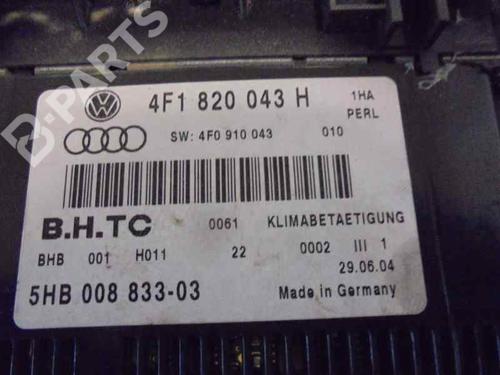 B-PARTS
4F1 820 043 H
1HA
PERL
SW: 4F0 910 043
010
B.H.TC
0061
KLIMABETAETIGUNG
BHB 001 H011 22 0002 III 1
29.06.04
5HB 008 833-03
Made in Germany